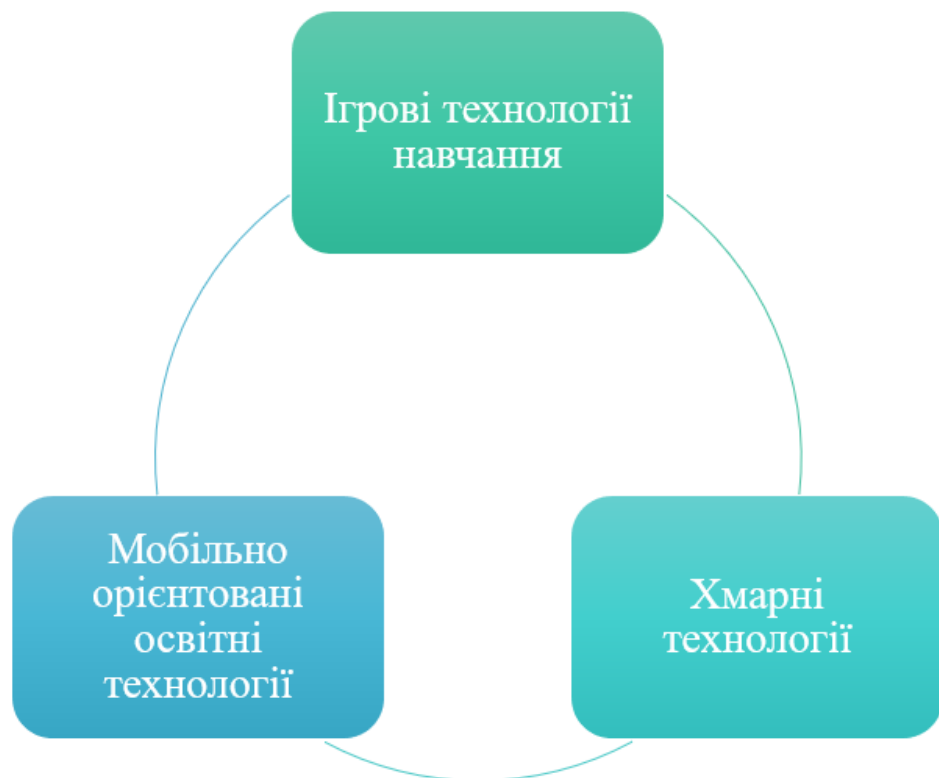 Ігрові технології
навчання
Мобільно
орієнтовані
освітні
технології
Хмарні
технології